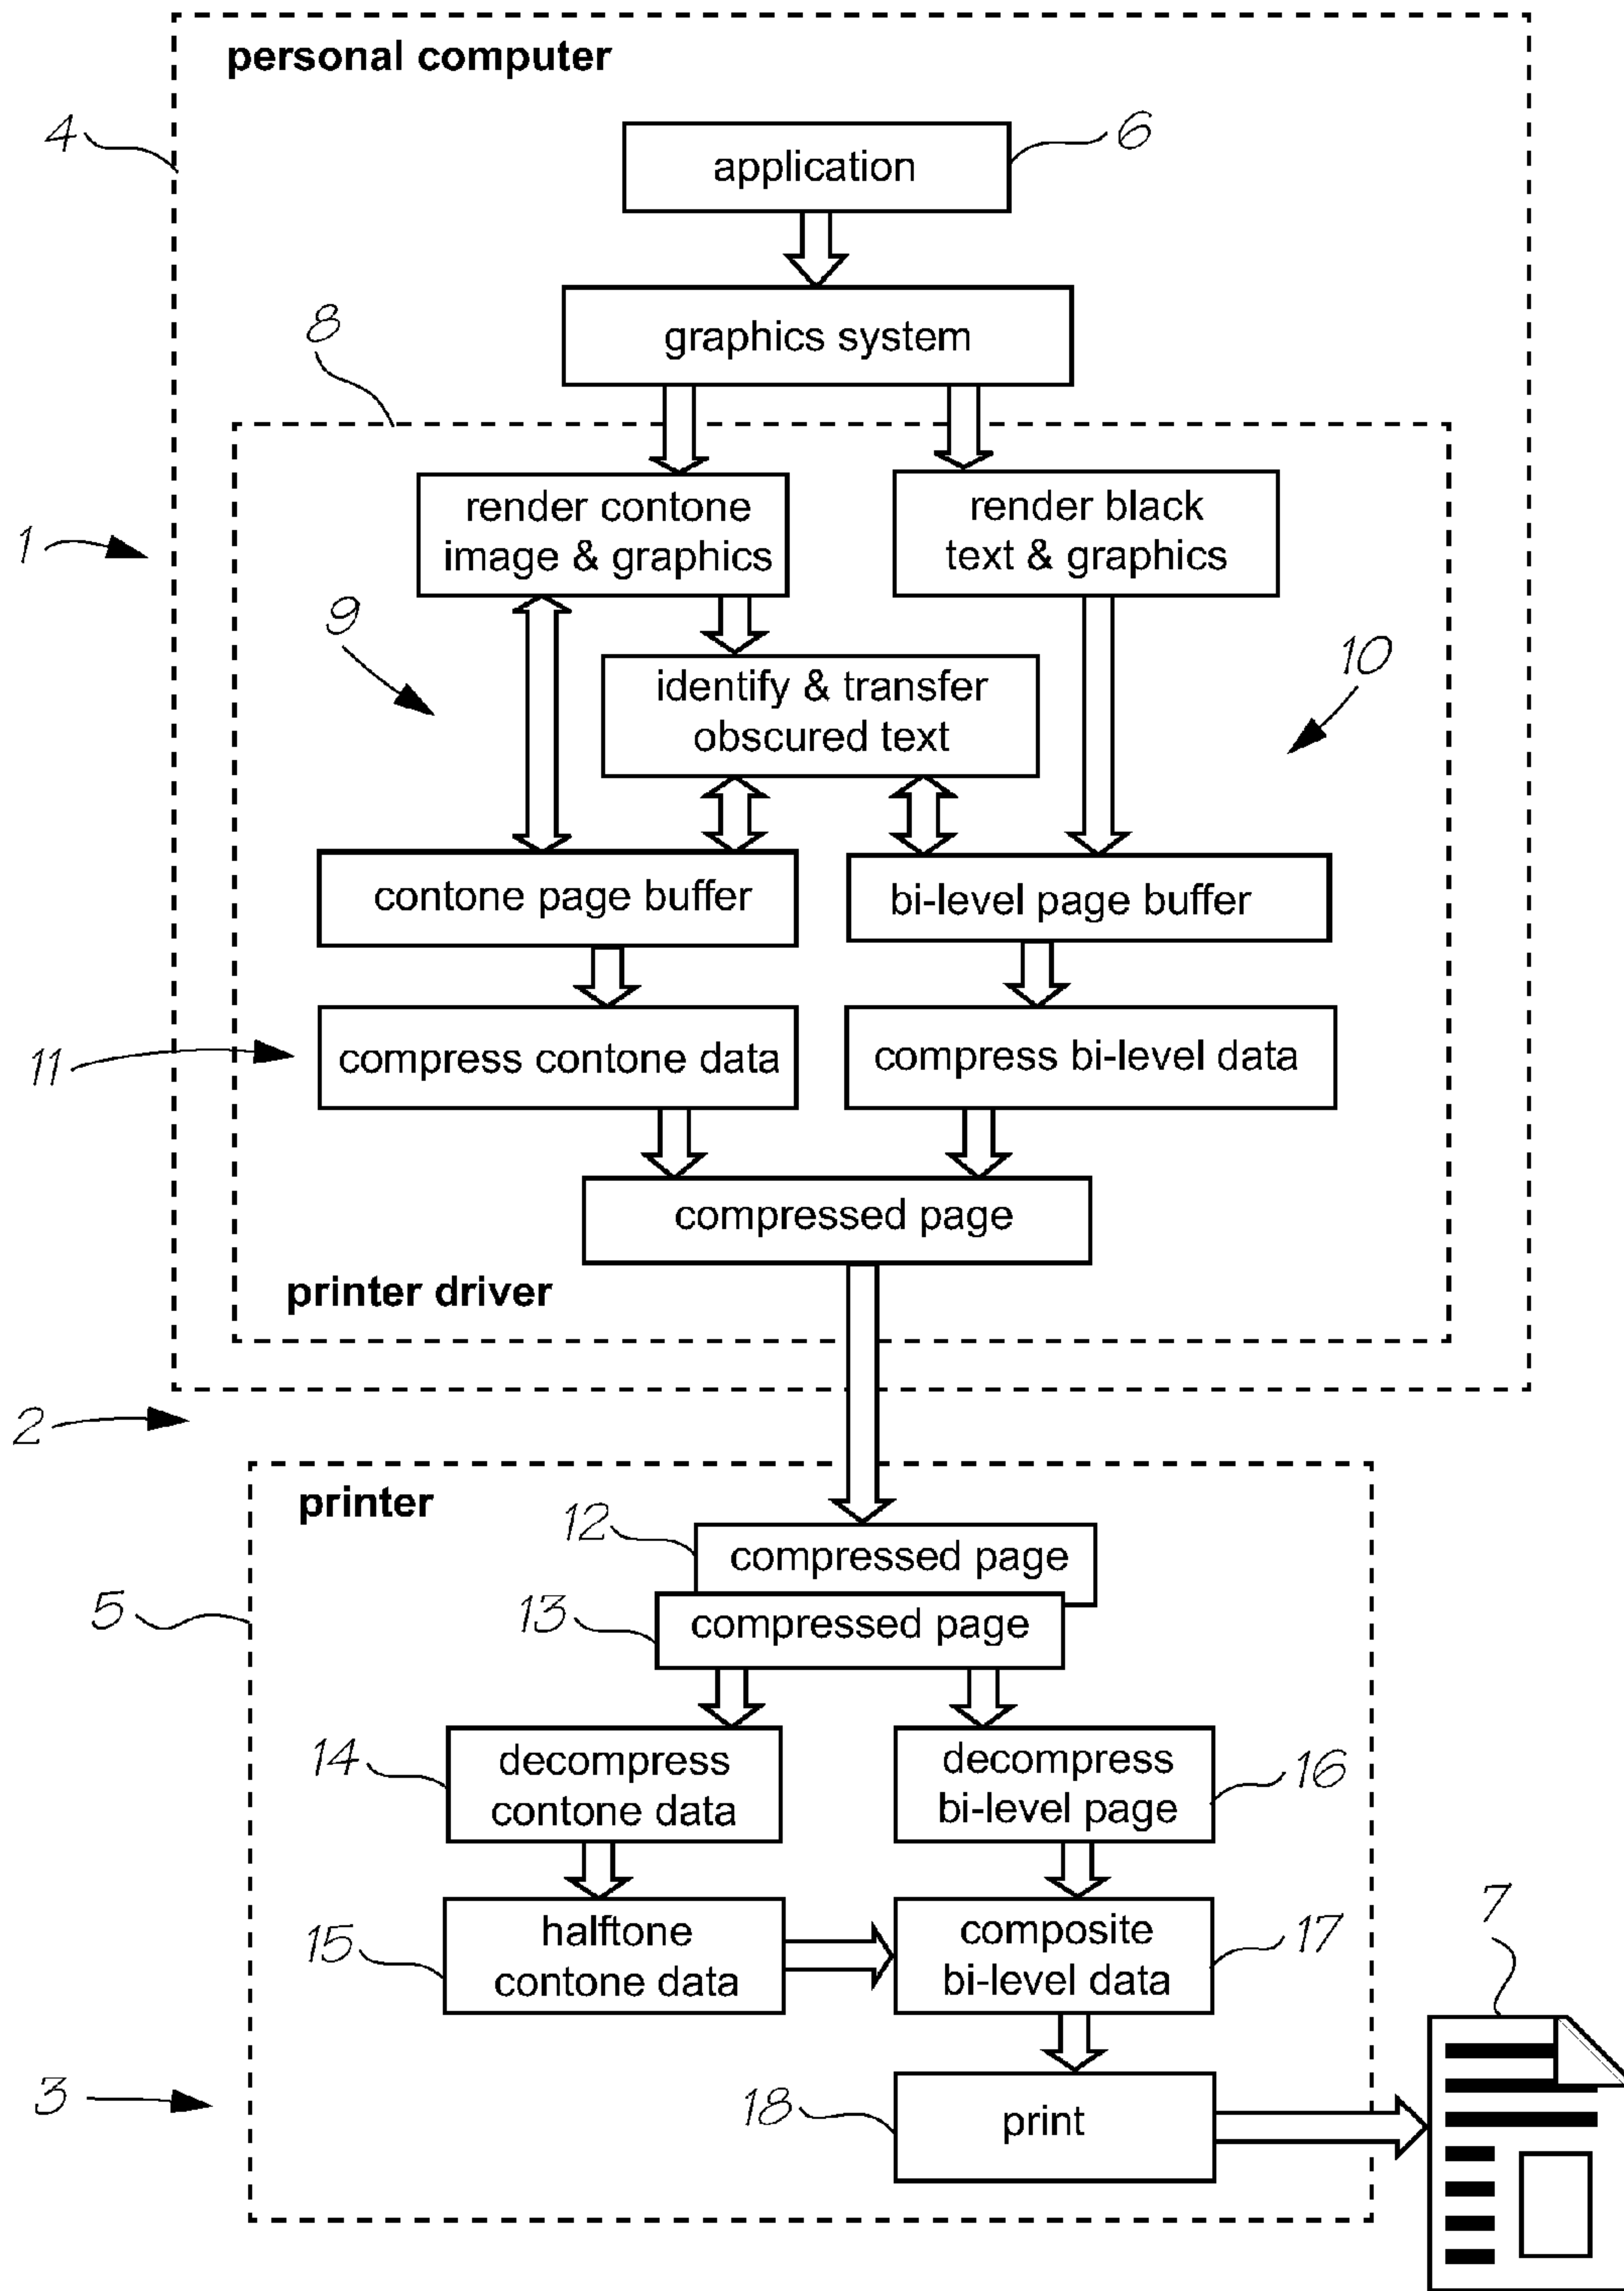 personal computer
4
application
6
graphics system
8
render contone
image & graphics
render black
text & graphics
1
9
identify & transfer
obscured text
10
contone page buffer
bi-level page buffer
11
compress contone data
compress bi-level data
compressed page
printer driver
2
printer
12
compressed page
5
13
compressed page
14
decompress
contone data
decompress
bi-level page
16
15
halftone
contone data
composite
bi-level data
17
7
3
18
print